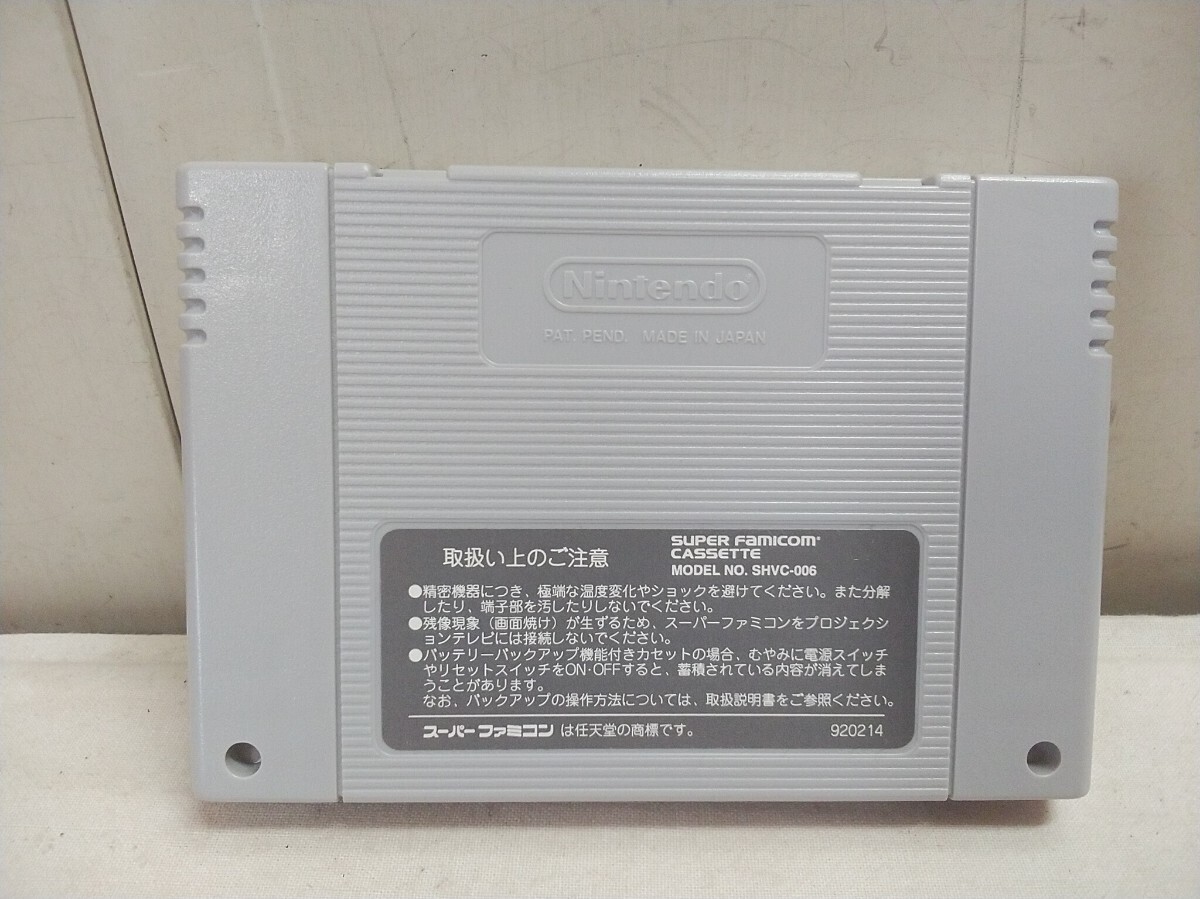 Nintendo
PAT. PEND. MADE IN JAPAN
取扱い上のご注意
SUPER FAMICOM
CASSETTE
MODEL NO. SHVC-006
●精密機器につき、極端な温度変化やショックを避けてください。また分解
したり、端子部を汚したりしないでください。
●残像現象（画面焼け）が生ずるため、スーパーファミコンをプロジェクシ
ョンテレビには接続しないでください。
●バッテリーバックアップ機能付きカセットの場合、むやみに電源スイッチ
やリセットスイッチをON・OFFすると、蓄積されている内容が消えてしま
うことがあります。
なお、バックアップの操作方法については、取扱説明書をご参照ください。
スーパーファミコン は任天堂の商標です。
920214